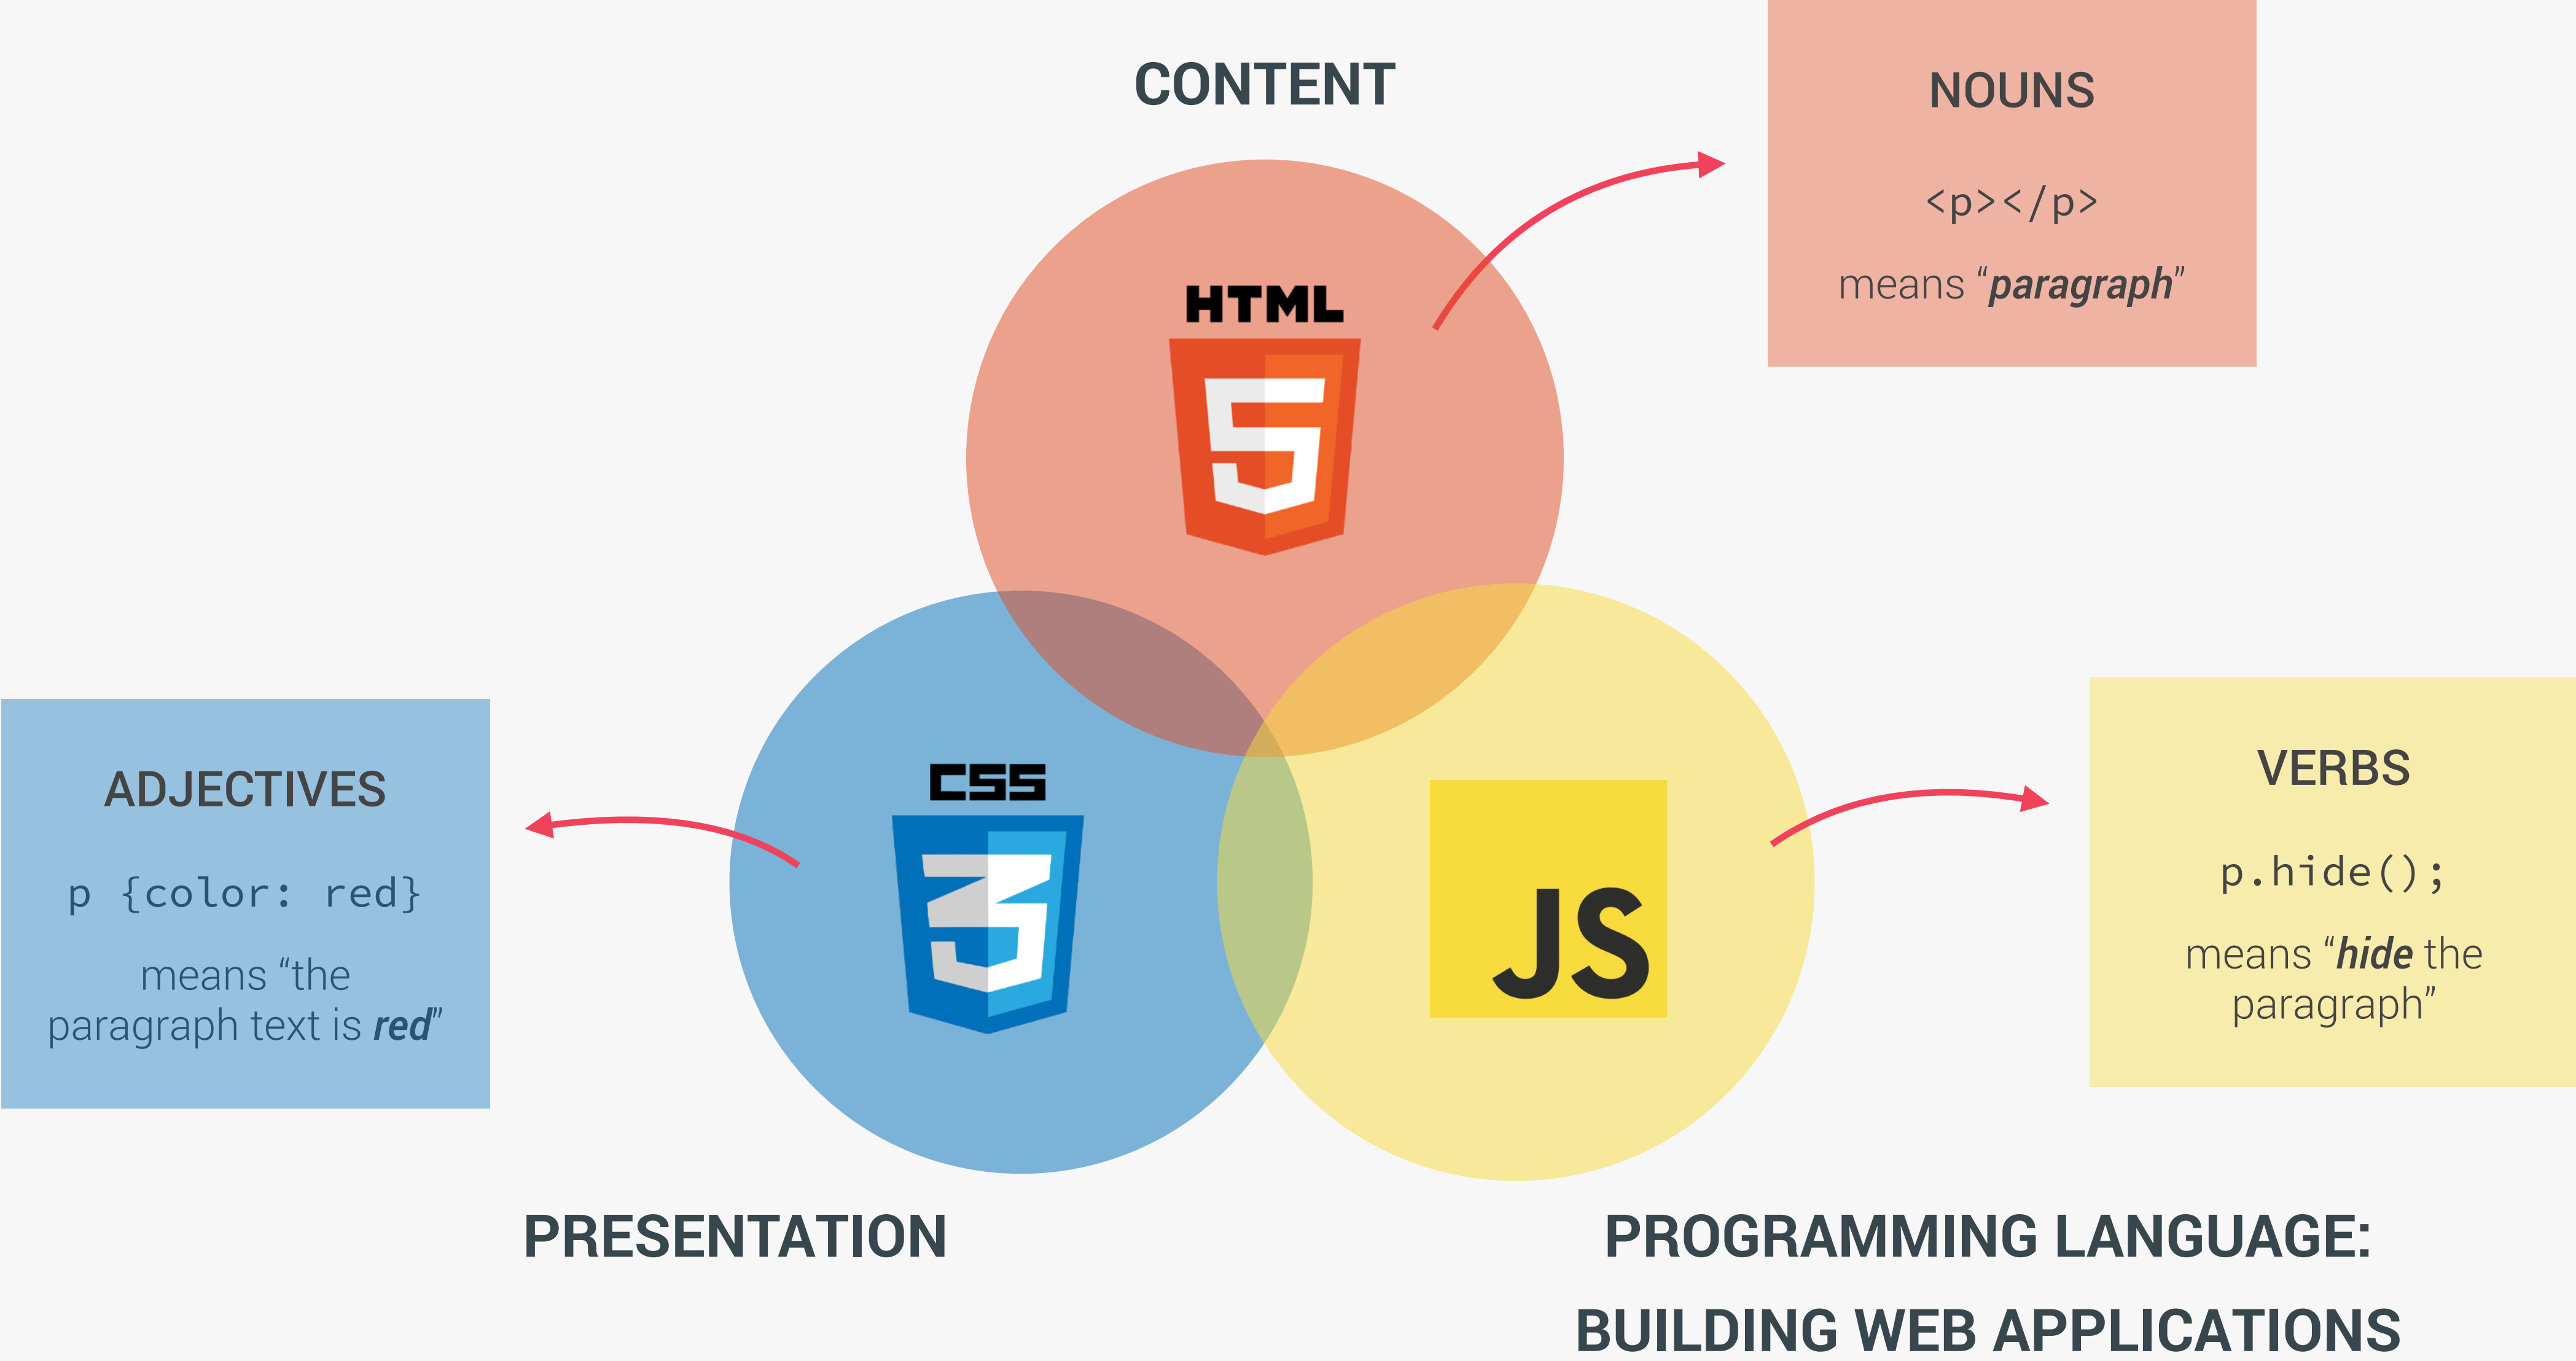 CONTENT
NOUNS
<p></p>
means “paragraph”
HTML
5
ADJECTIVES
p {color: red}
means “the
paragraph text is red”
CSS
3
JS
VERBS
p.hide();
means “hide the
paragraph”
PRESENTATION
PROGRAMMING LANGUAGE:
BUILDING WEB APPLICATIONS